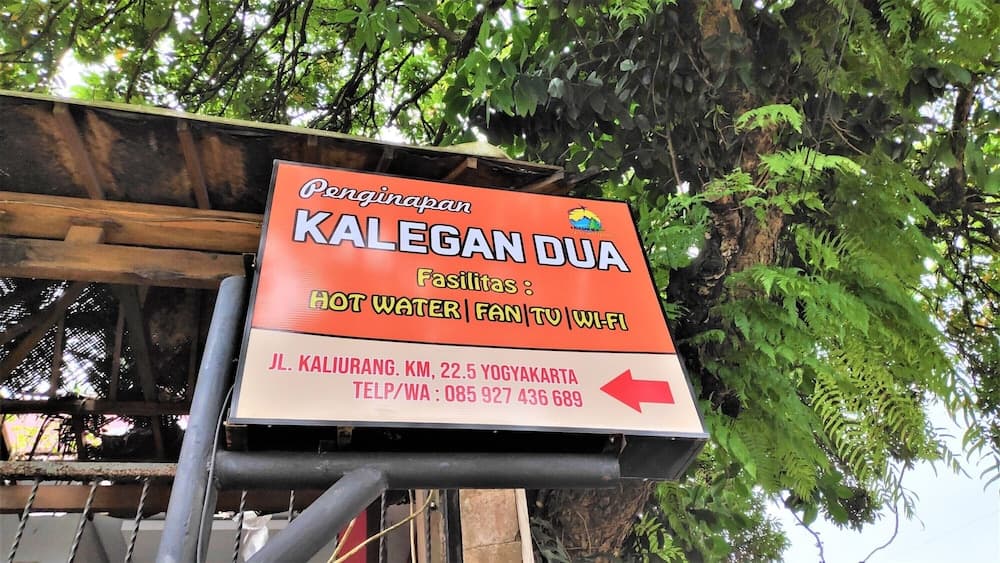 Penginapan
KALEGAN DUA
Fasilitas :
HOT WATER | FAN | TV | WI-FI
JL. KALIURANG. KM, 22.5 YOGYAKARTA
TELP/WA : 085 927 436 689